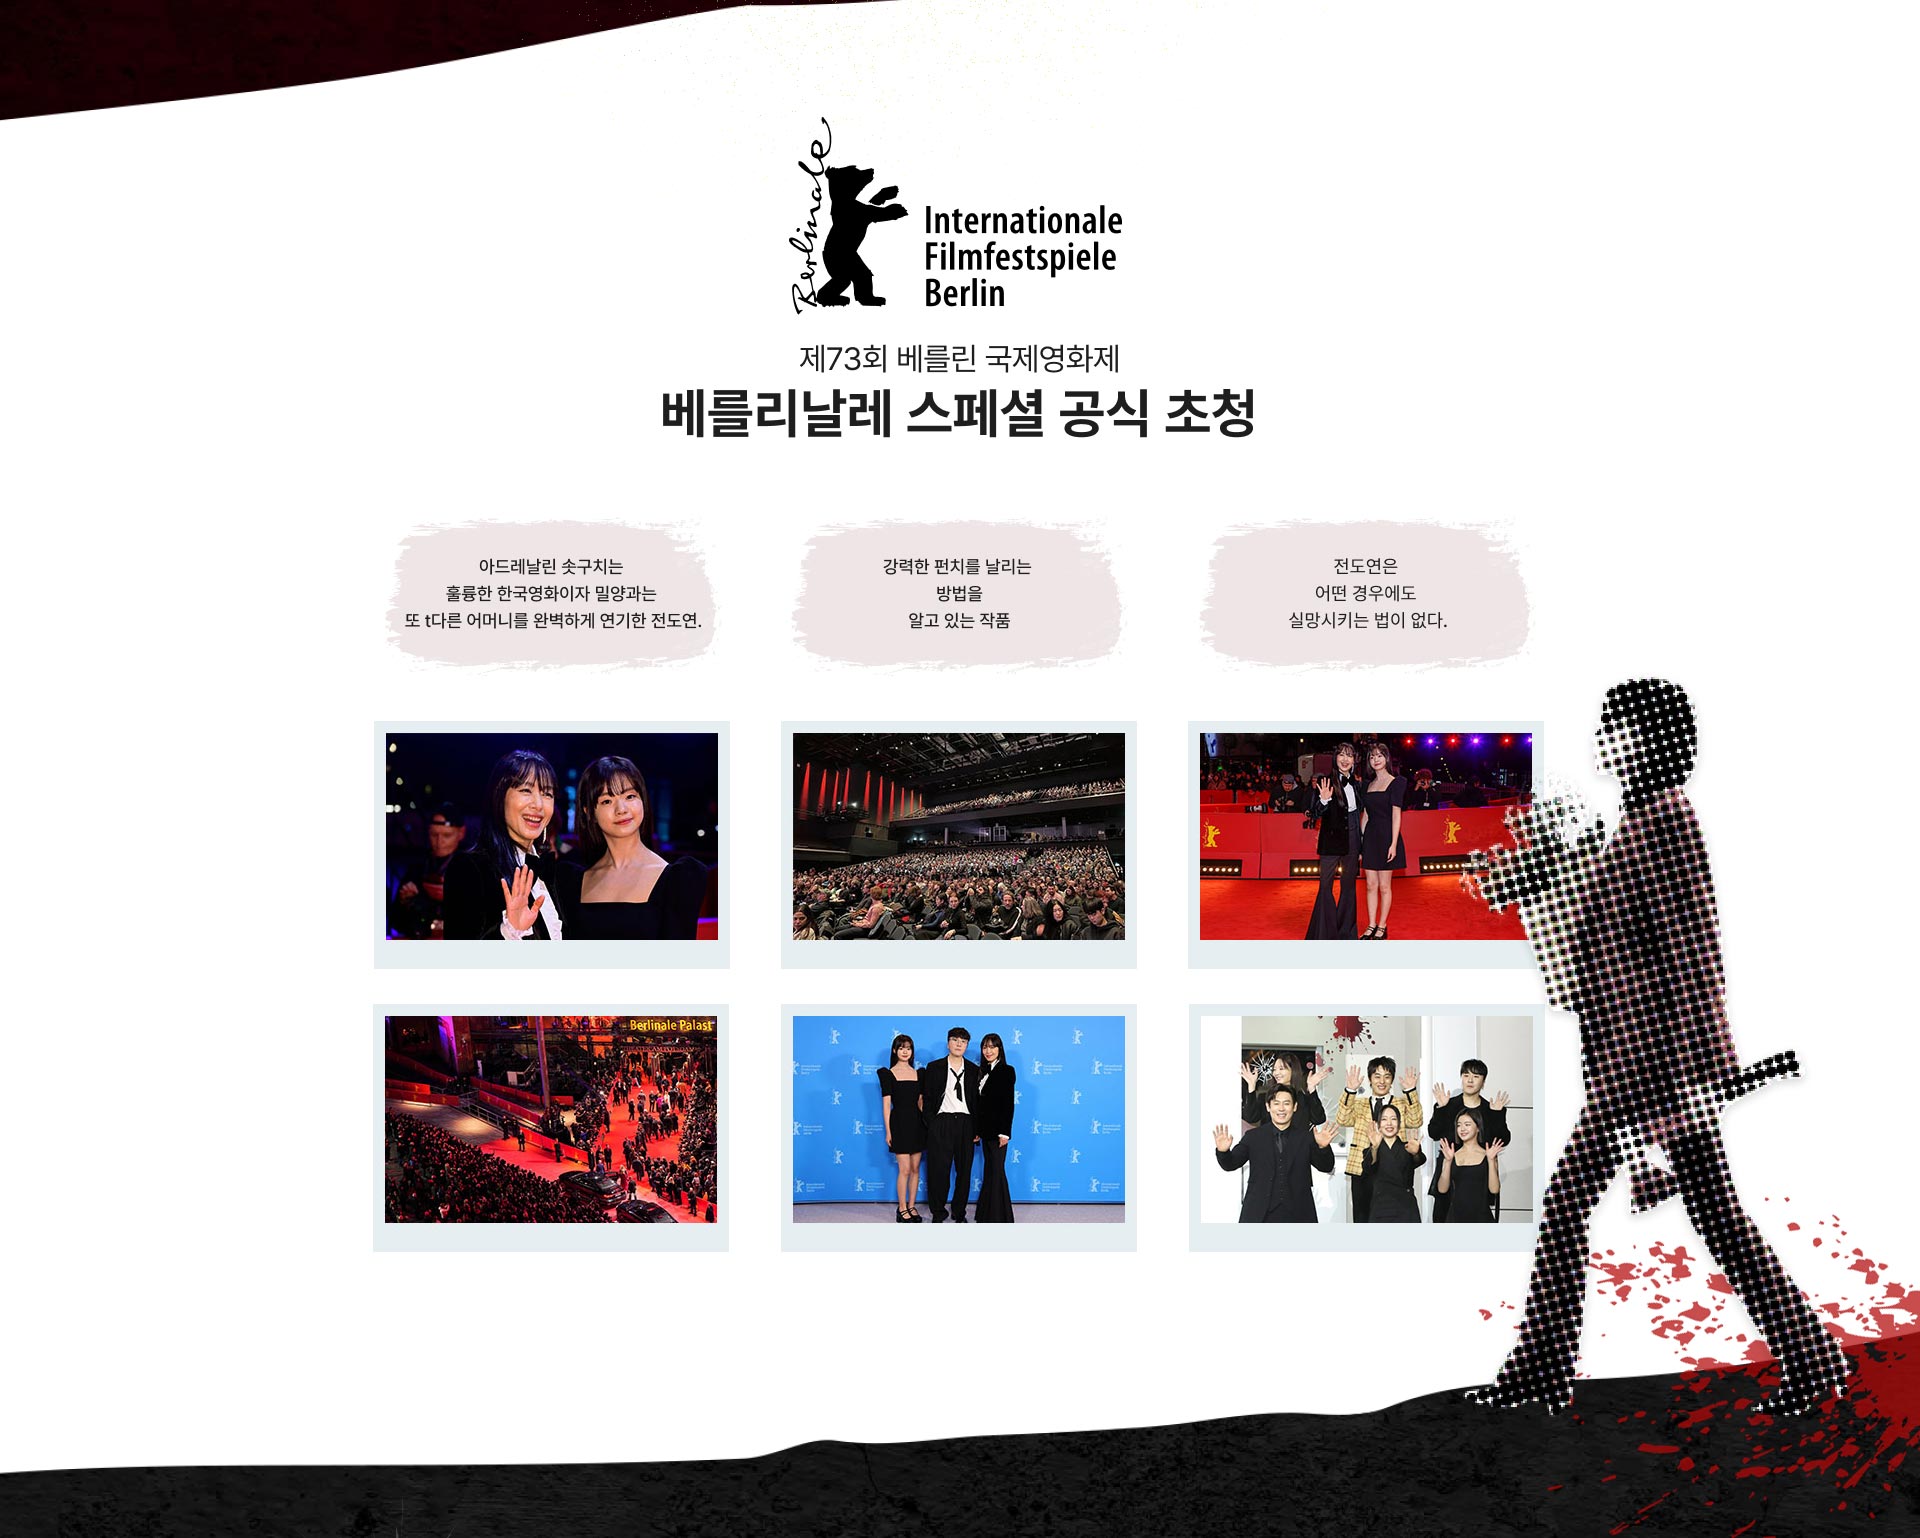 Berlinale
Internationale
Filmfestspiele
Berlin
제73회 베를린 국제영화제
베를리날레 스페셜 공식 초청
아드레날린 솟구치는
훌륭한 한국영화이자 밀양과는
또 t다른 어머니를 완벽하게 연기한 전도연.
강력한 펀치를 날리는
방법을
알고 있는 작품
전도연은
어떤 경우에도
실망시키는 법이 없다.
Berlinale Palast